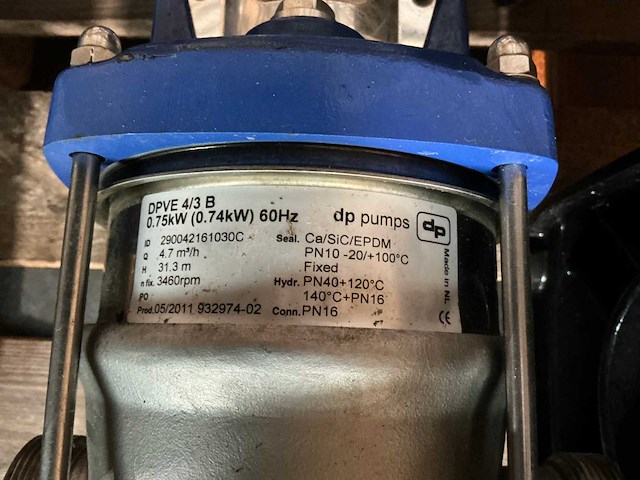 DPVE 4/3 B
0.75kW (0.74kW) 60Hz
dp pumps
dp
ID 290042161030C
Q 4.7 m³/h
H 31.3 m
n fix. 3460rpm
PO
Prod. 05/2011 932974-02
Seal. Ca/SiC/EPDM
PN10 -20/+100°C
Fixed
Hydr. PN40+120°C
140°C+PN16
Conn. PN16
Made in NL
CE